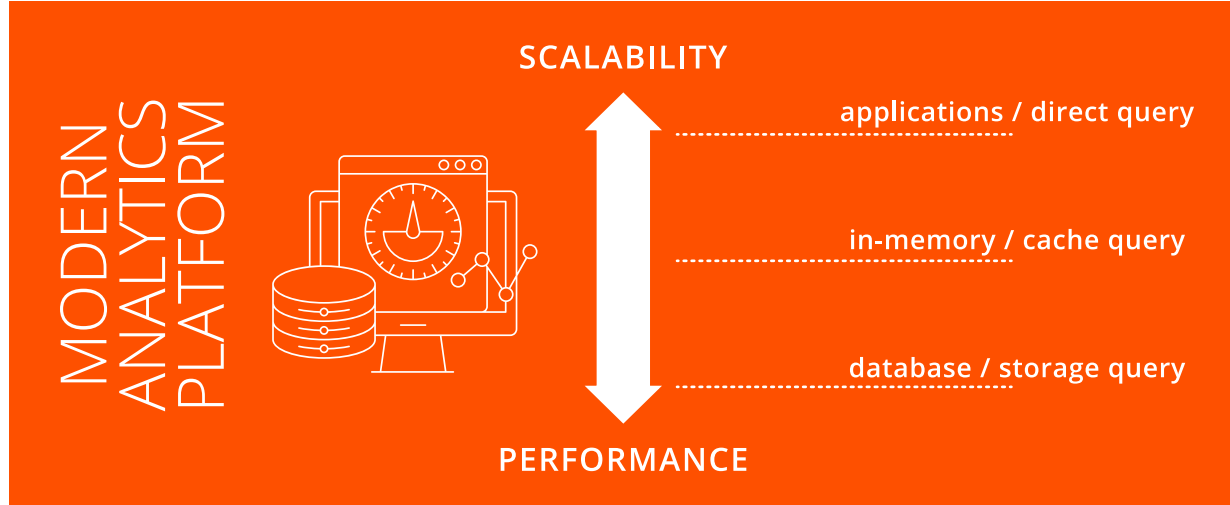 MODERN
ANALYTICS
PLATFORM
SCALABILITY
applications / direct query
in-memory / cache query
database / storage query
PERFORMANCE